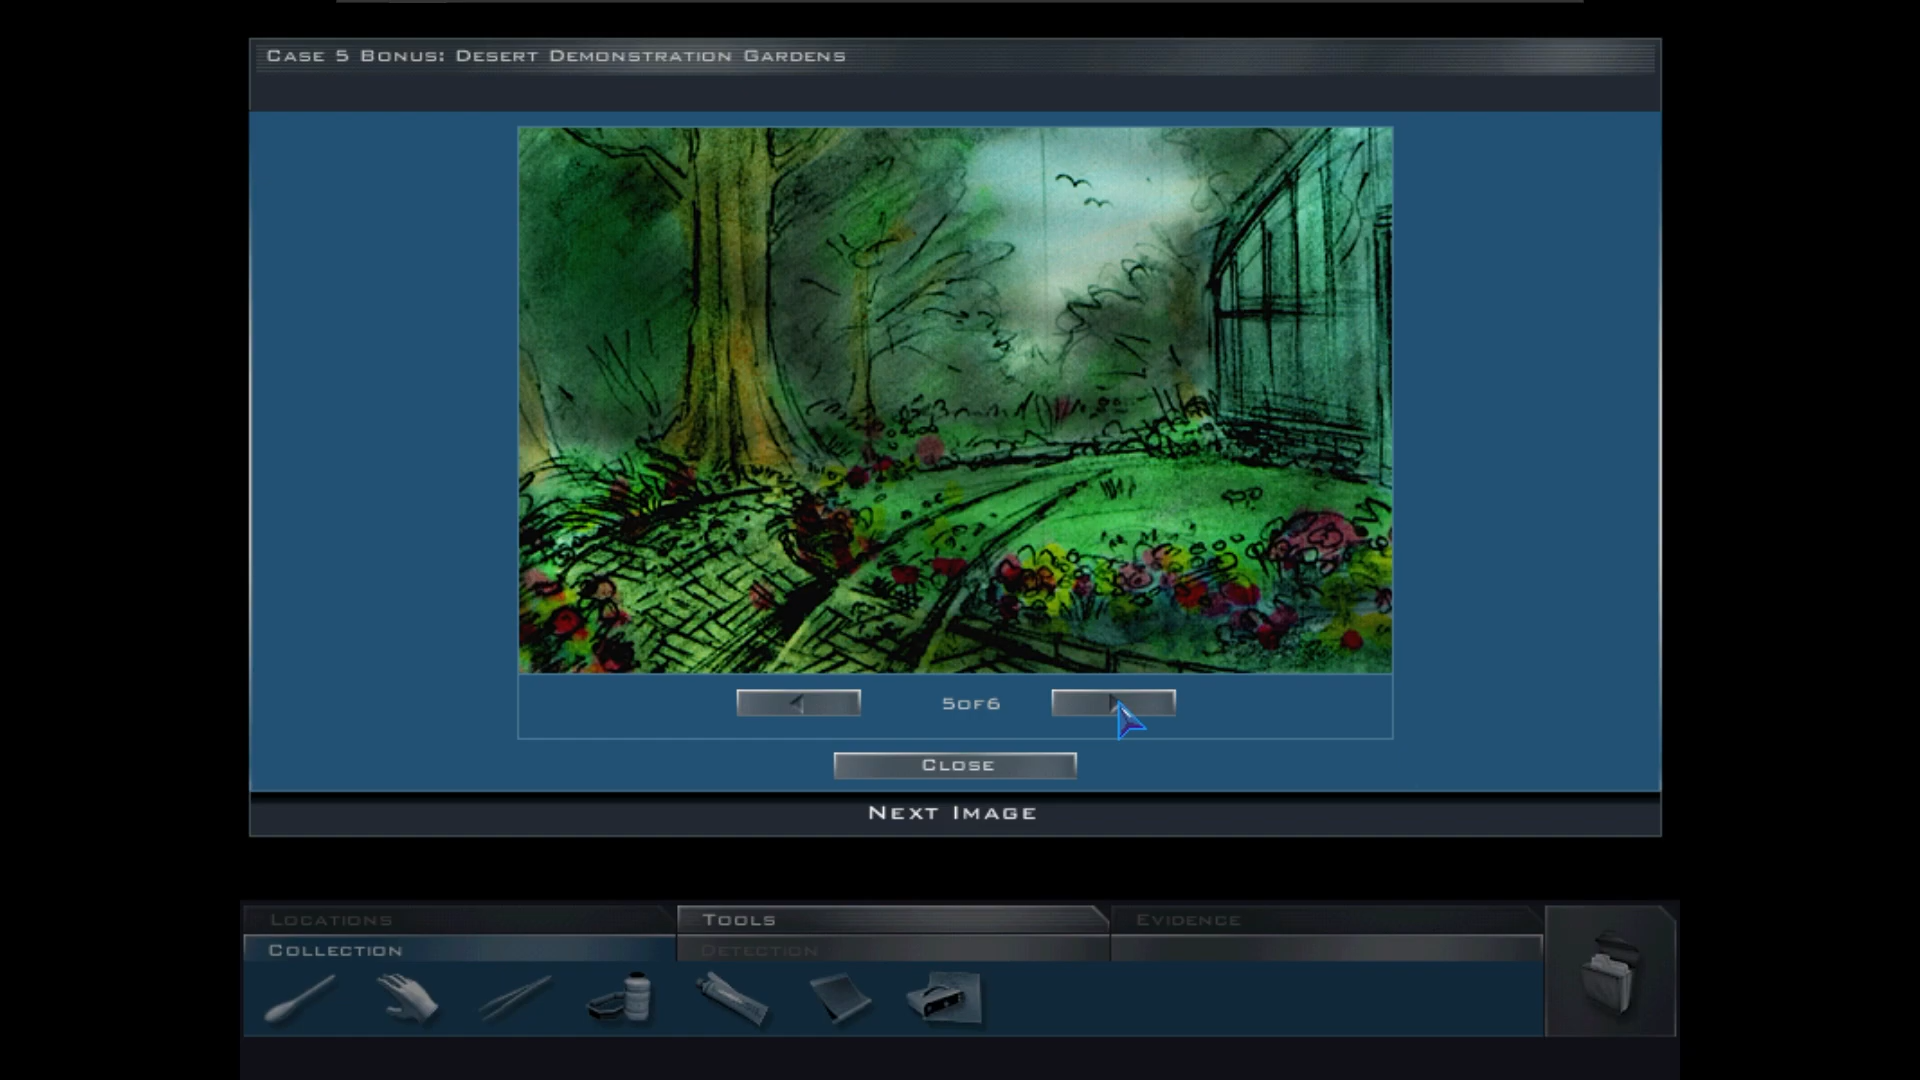 Case 5 Bonus: Desert Demonstration Gardens
5of6
Close
Next Image
Locations
Tools
Evidence
Collection
Detection